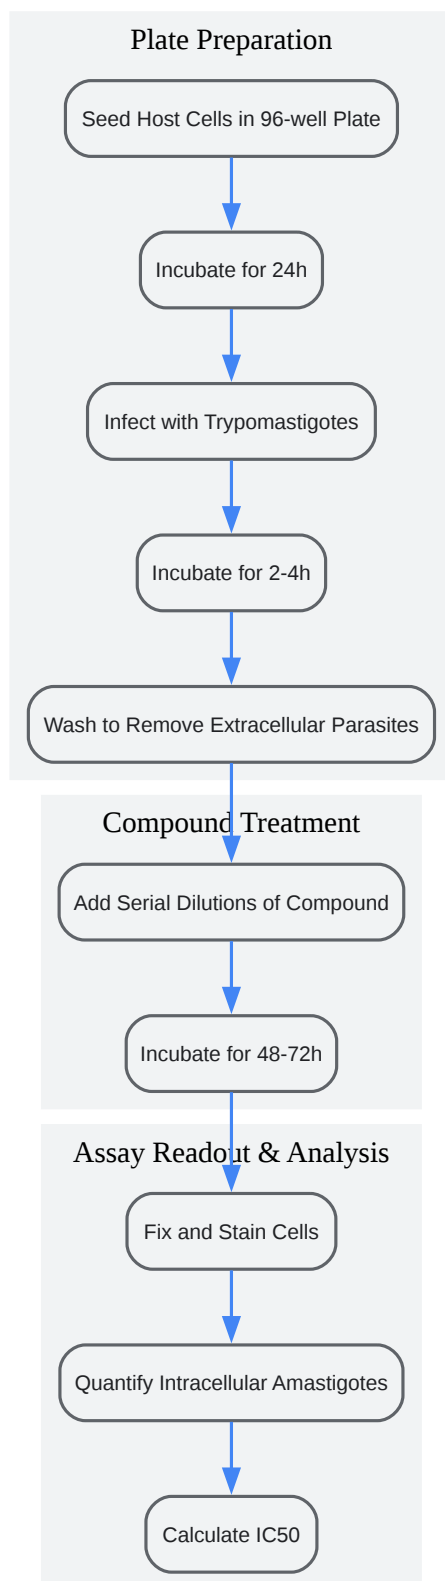 Plate Preparation
Seed Host Cells in 96-well Plate
Incubate for 24h
Infect with Trypomastigotes
Incubate for 2-4h
Wash to Remove Extracellular Parasites
Compound Treatment
Add Serial Dilutions of Compound
Incubate for 48-72h
Assay Readout & Analysis
Fix and Stain Cells
Quantify Intracellular Amastigotes
Calculate IC50